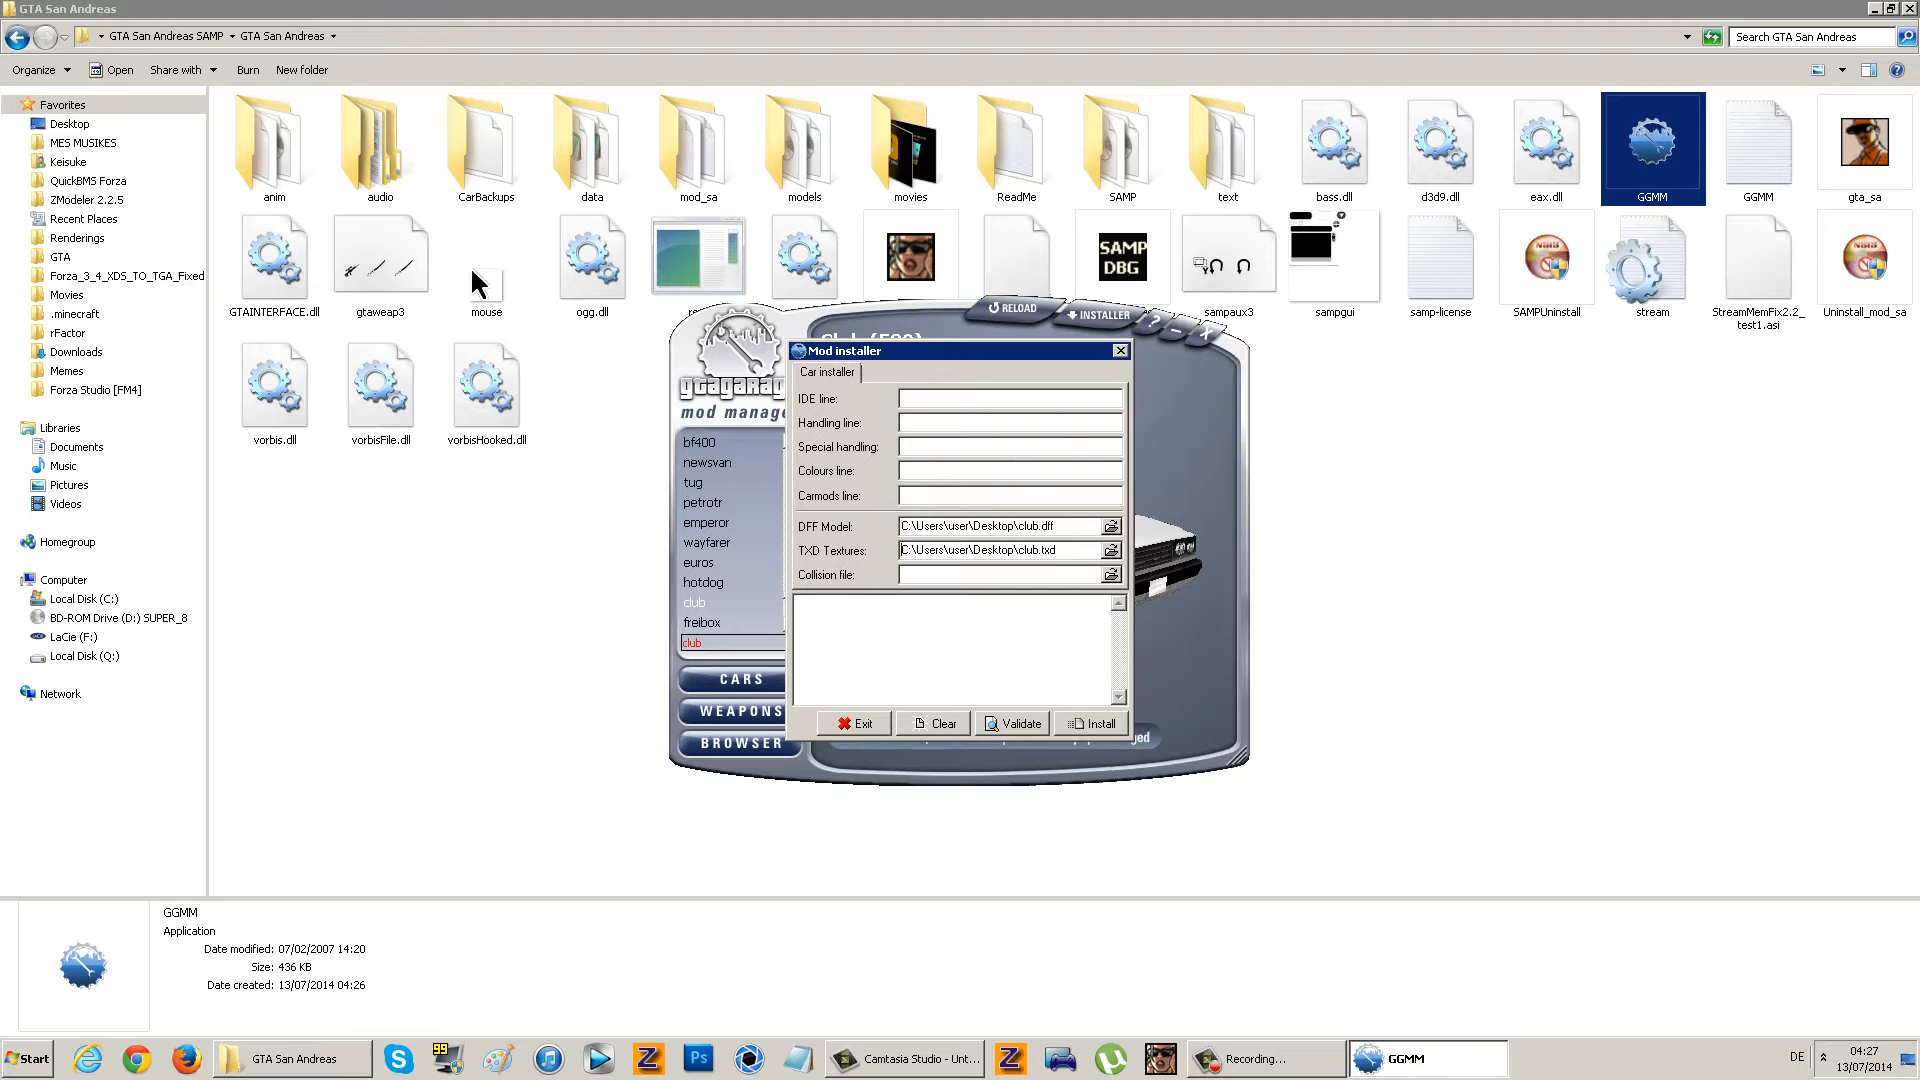 GTA San Andreas
GTA San Andreas SAMP
GTA San Andreas
Search GTA San Andreas
Organize
Open
Share with
Burn
New folder
Favorites
Desktop
MES MUSIKES
Keisuke
QuickBMS Forza
ZModeler 2.2.5
Recent Places
Renderings
GTA
Forza_3_4_XDS_TO_TGA_Fixed
Movies
.minecraft
rFactor
Downloads
Memes
Forza Studio [FM4]
Libraries
Documents
Music
Pictures
Videos
Homegroup
Computer
Local Disk (C:)
BD-ROM Drive (D:) SUPER_8
LaCie (F:)
Local Disk (Q:)
Network
anim
audio
CarBackups
data
mod_sa
models
movies
ReadMe
SAMP
text
bass.dll
d3d9.dll
eax.dll
GGMM
GGMM
gta_sa
SAMP
DBG
NSIS
NSIS
GTAINTERFACE.dll
gtaweap3
mouse
ogg.dll
sampaux3
sampgui
samp-license
SAMPUninstall
stream
StreamMemFix2.2_
test1.asi
Uninstall_mod_sa
vorbis.dll
vorbisFile.dll
vorbisHooked.dll
RELOAD
INSTALLER
?
X
gtagarag
mod manage
bf400
newsvan
tug
petrotr
emperor
wayfarer
euros
hotdog
club
freibox
club
CARS
WEAPONS
BROWSER
Mod installer
Car installer
IDE line:
Handling line:
Special handling:
Colours line:
Carmods line:
DFF Model:
C:\Users\user\Desktop\club.dff
TXD Textures:
C:\Users\user\Desktop\club.txd
Collision file:
Exit
Clear
Validate
Install
GGMM
Application
Date modified: 07/02/2007 14:20
Size: 436 KB
Date created: 13/07/2014 04:26
Start
GTA San Andreas
99
Ps
Camtasia Studio - Unt...
Recording...
GGMM
DE
04:27
13/07/2014